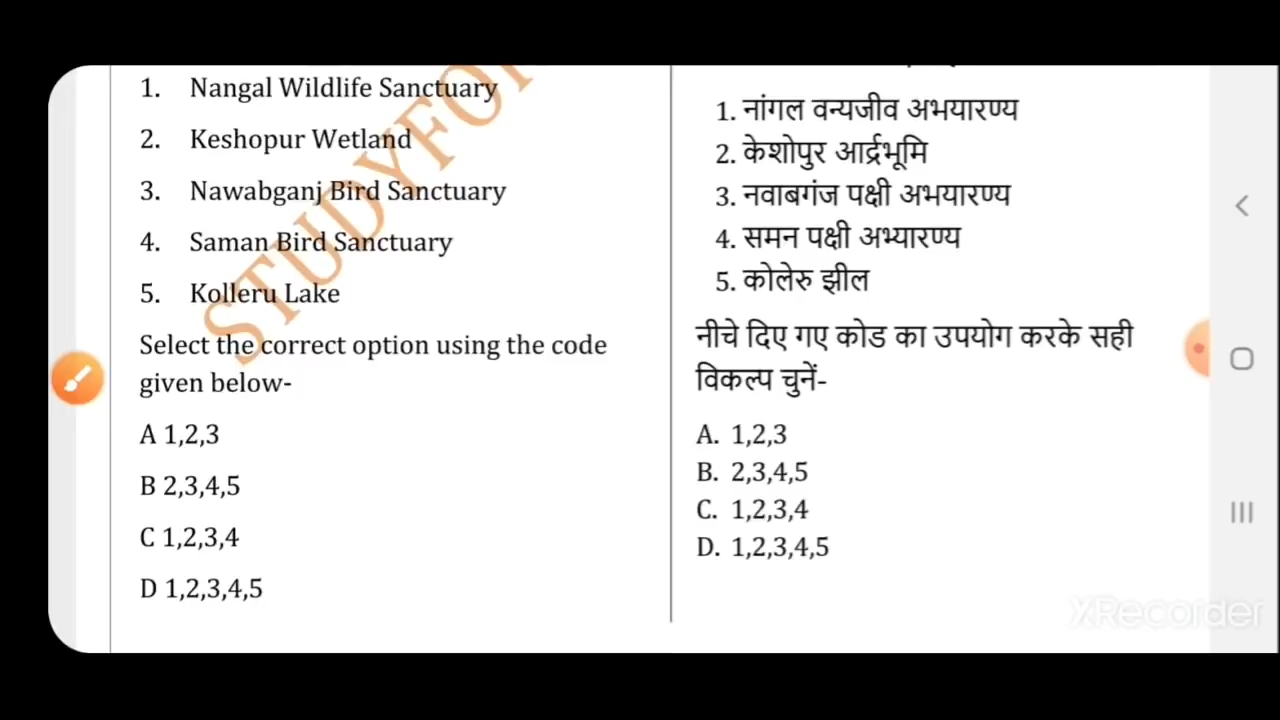 1. Nangal Wildlife Sanctuary
2. Keshopur Wetland
3. Nawabganj Bird Sanctuary
4. Saman Bird Sanctuary
5. Kolleru Lake
Select the correct option using the code
given below-
A 1,2,3
B 2,3,4,5
C 1,2,3,4
D 1,2,3,4,5
1. नांगल वन्यजीव अभयारण्य
2. केशोपुर आर्द्रभूमि
3. नवाबगंज पक्षी अभयारण्य
4. समन पक्षी अभ्यारण्य
5. कोलेरु झील
नीचे दिए गए कोड का उपयोग करके सही
विकल्प चुनें-
A. 1,2,3
B. 2,3,4,5
C. 1,2,3,4
D. 1,2,3,4,5
STUDYFOR
XRecorder